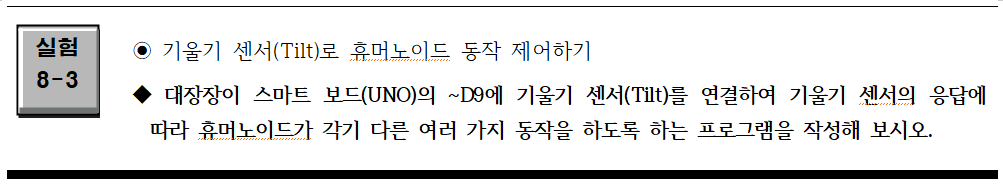 실험
8-3
◉ 기울기 센서(Tilt)로 휴머노이드 동작 제어하기
◆ 대장장이 스마트 보드(UNO)의 ~D9에 기울기 센서(Tilt)를 연결하여 기울기 센서의 응답에
따라 휴머노이드가 각기 다른 여러 가지 동작을 하도록 하는 프로그램을 작성해 보시오.